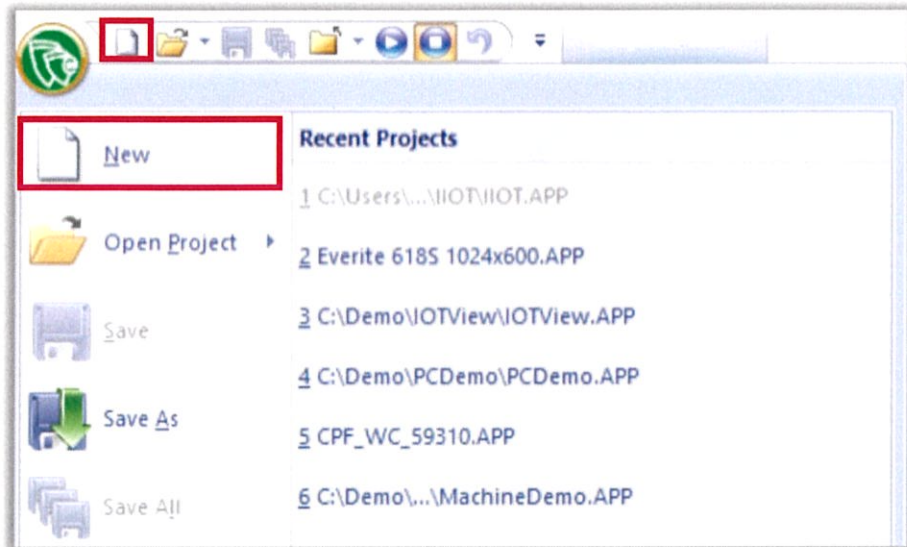 New
Open Project
Save
Save As
Save All
Recent Projects
1 C:\Users\...\IIOT\IIOT.APP
2 Everite 618S 1024x600.APP
3 C:\Demo\IOTView\IOTView.APP
4 C:\Demo\PCDemo\PCDemo.APP
5 CPF_WC_59310.APP
6 C:\Demo\...\MachineDemo.APP